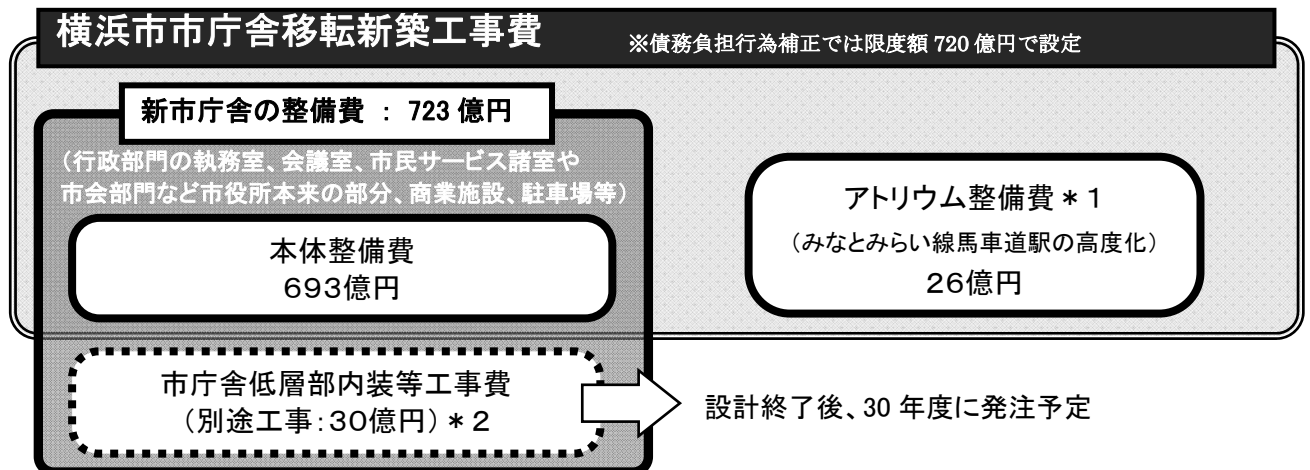 横浜市市庁舎移転新築工事費 ※債務負担行為補正では限度額 720 億円で設定
新市庁舎の整備費 ： 723 億円
（行政部門の執務室、会議室、市民サービス諸室や
市会部門など市役所本来の部分、商業施設、駐車場等）
本体整備費
６９３億円
アトリウム整備費＊１
（みなとみらい線馬車道駅の高度化）
２６億円
市庁舎低層部内装等工事費
（別途工事：３０億円）＊２
設計終了後、30 年度に発注予定